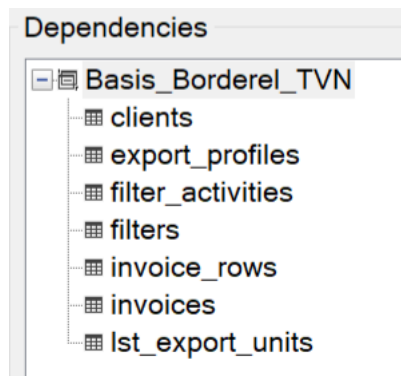 Dependencies
Basis_Borderel_TVN
clients
export_profiles
filter_activities
filters
invoice_rows
invoices
lst_export_units